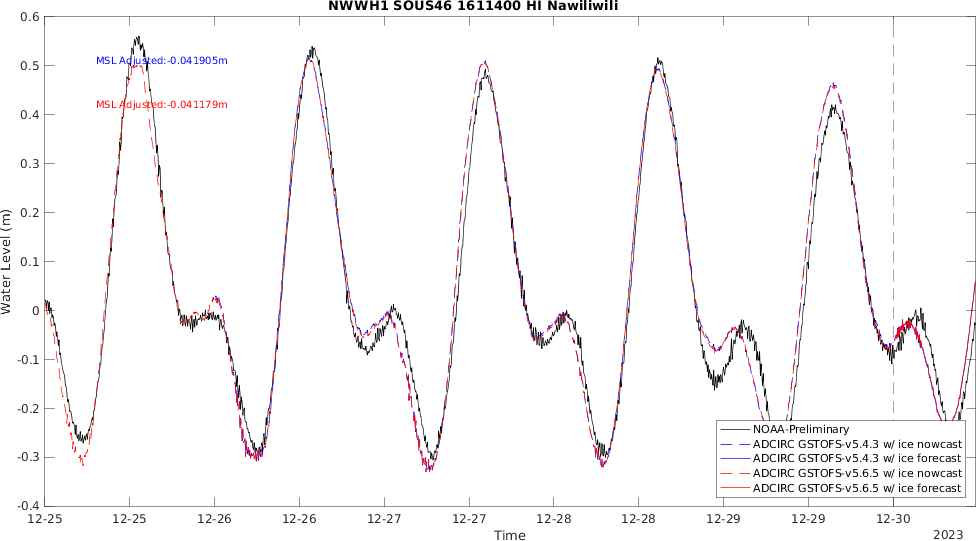 NWWH1 SOUS46 1611400 HI Nawiliwili
0.6
0.5
0.4
0.3
0.2
0.1
0
-0.1
-0.2
-0.3
-0.4
Water Level (m)
MSL Adjusted:-0.041905m
MSL Adjusted:-0.041179m
NOAA-Preliminary
ADCIRC GSTOFS-v5.4.3 w/ ice nowcast
ADCIRC GSTOFS-v5.4.3 w/ ice forecast
ADCIRC GSTOFS-v5.6.5 w/ ice nowcast
ADCIRC GSTOFS-v5.6.5 w/ ice forecast
12-25 12-25 12-26 12-26 12-27 12-27 12-28 12-28 12-29 12-29 12-30
Time
2023